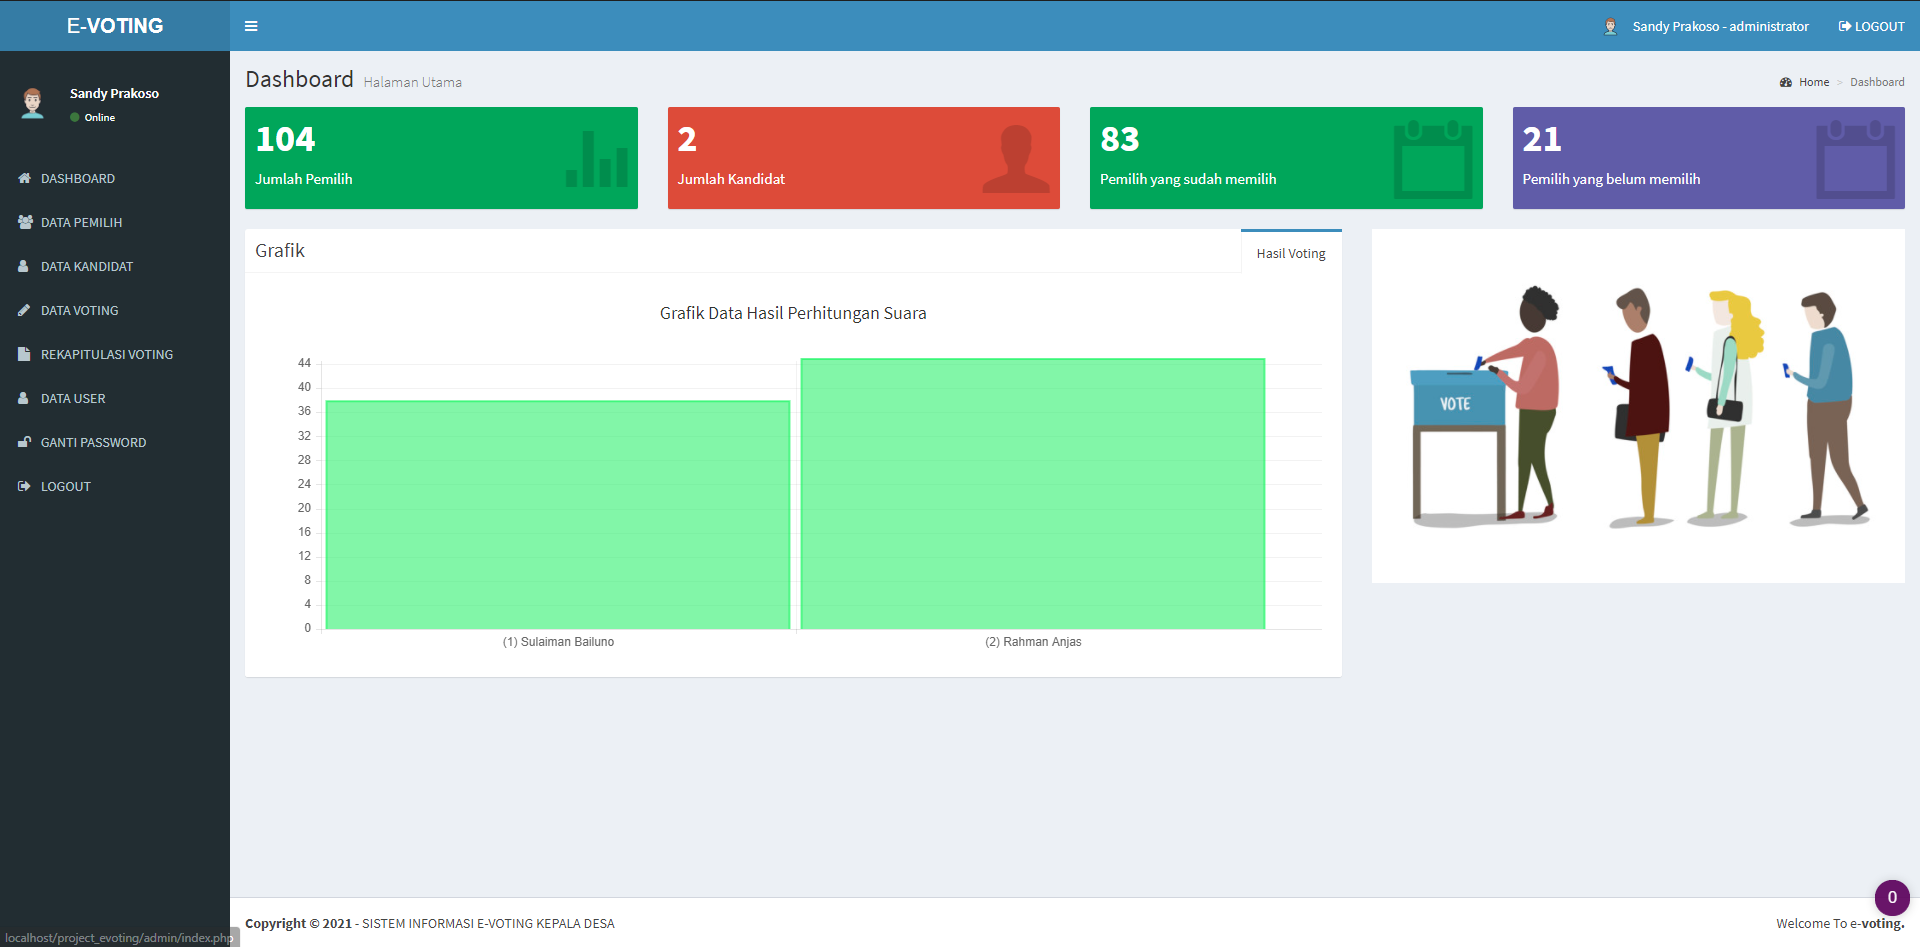 E-VOTING
Sandy Prakoso - administrator
LOGOUT
Sandy Prakoso
Online
DASHBOARD
DATA PEMILIH
DATA KANDIDAT
DATA VOTING
REKAPITULASI VOTING
DATA USER
GANTI PASSWORD
LOGOUT
Dashboard Halaman Utama
Home > Dashboard
104
Jumlah Pemilih
2
Jumlah Kandidat
83
Pemilih yang sudah memilih
21
Pemilih yang belum memilih
Grafik
Hasil Voting
Grafik Data Hasil Perhitungan Suara
44
40
36
32
28
24
20
16
12
8
4
0
(1) Sulaiman Bailuno
(2) Rahman Anjas
VOTE
0
Copyright © 2021 - SISTEM INFORMASI E-VOTING KEPALA DESA
Welcome To e-voting.
localhost/project_evoting/admin/index.php